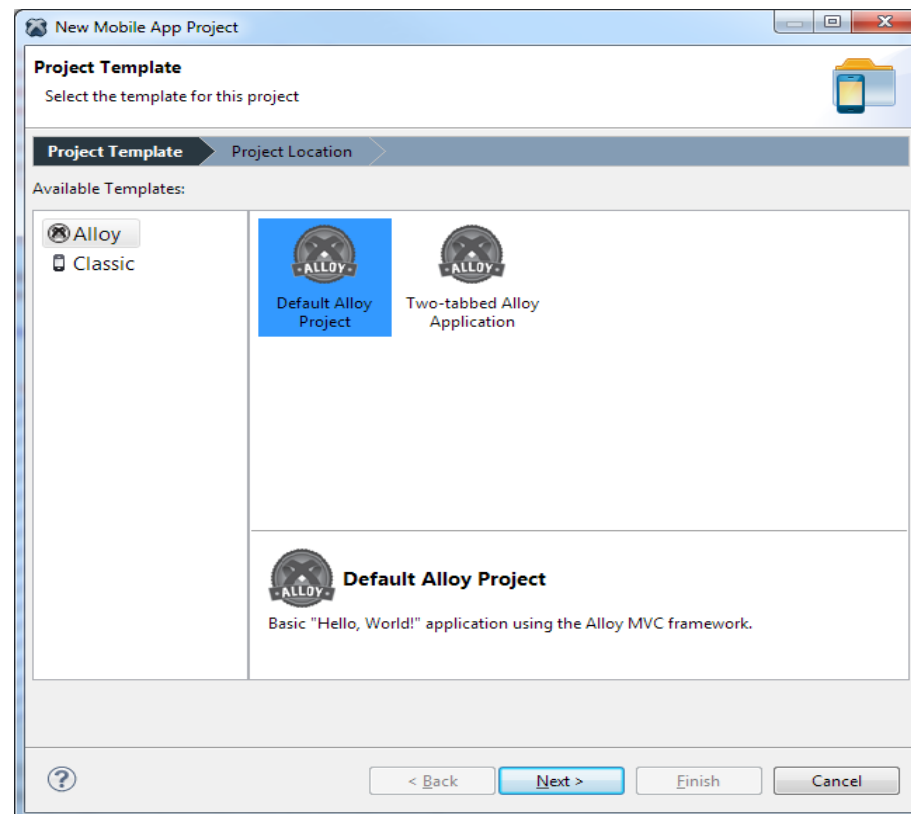 New Mobile App Project
Project Template
Select the template for this project
Project Template
Project Location
Available Templates:
Alloy
Classic
ALLOY
Default Alloy
Project
ALLOY
Two-tabbed Alloy
Application
ALLOY
Default Alloy Project
Basic "Hello, World!" application using the Alloy MVC framework.
?
< Back
Next >
Finish
Cancel